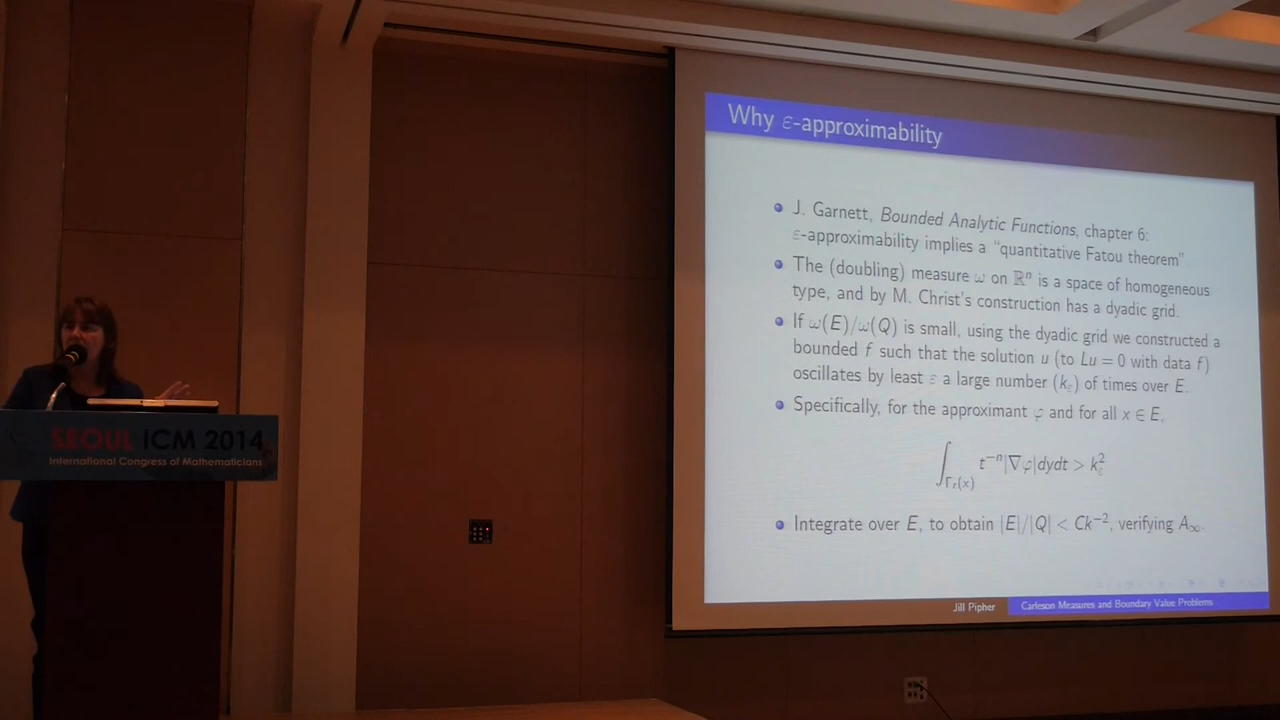 Why ε-approximability
J. Garnett, Bounded Analytic Functions, chapter 6:
ε-approximability implies a “quantitative Fatou theorem”.
The (doubling) measure ω on ℝⁿ is a space of homogeneous
type, and by M. Christ's construction has a dyadic grid.
If ω(E)/ω(Q) is small, using the dyadic grid we constructed a
bounded f such that the solution u (to Lu = 0 with data f)
oscillates by least ε a large number (k_ε) of times over E.
Specifically, for the approximant φ and for all x ∈ E,
∫_{Γ_r(x)} t⁻ⁿ|∇φ|dydt > k_ε²
Integrate over E, to obtain |E|/|Q| < Ck⁻², verifying A_∞.
Jill Pipher
Carleson Measures and Boundary Value Problems
SEOUL ICM 2014
International Congress of Mathematicians